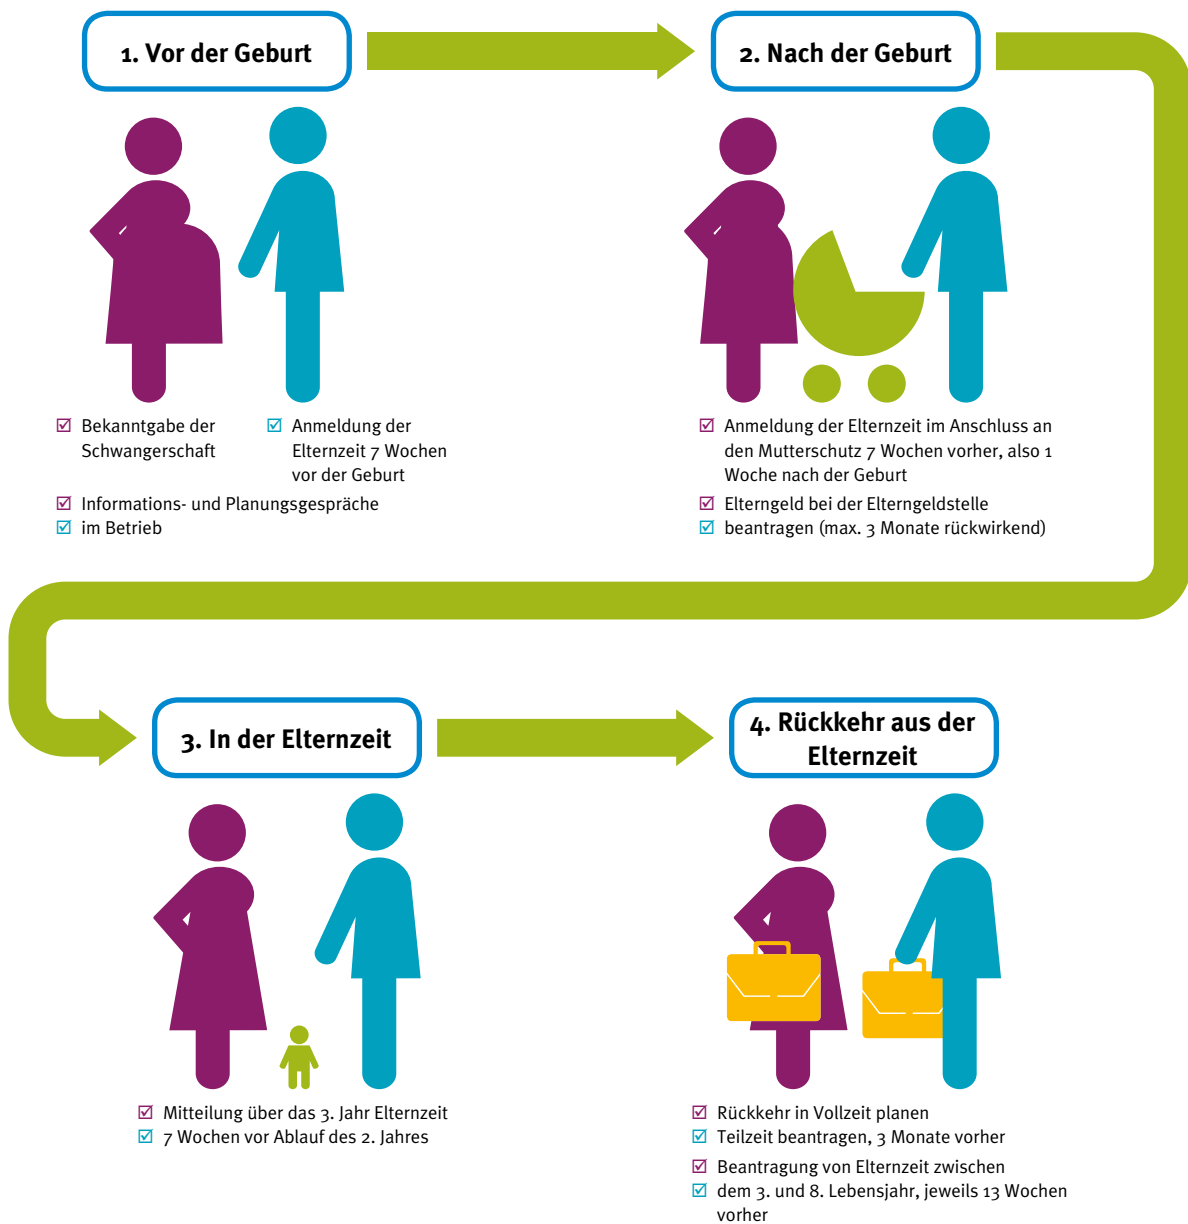 1. Vor der Geburt
2. Nach der Geburt
☑ Bekanntgabe der
Schwangerschaft
☑ Anmeldung der
Elternzeit 7 Wochen
vor der Geburt
☑ Informations- und Planungsgespräche
☑ im Betrieb
☑ Anmeldung der Elternzeit im Anschluss an
den Mutterschutz 7 Wochen vorher, also 1
Woche nach der Geburt
☑ Elterngeld bei der Elterngeldstelle
☑ beantragen (max. 3 Monate rückwirkend)
3. In der Elternzeit
4. Rückkehr aus der
Elternzeit
☑ Mitteilung über das 3. Jahr Elternzeit
☑ 7 Wochen vor Ablauf des 2. Jahres
☑ Rückkehr in Vollzeit planen
☑ Teilzeit beantragen, 3 Monate vorher
☑ Beantragung von Elternzeit zwischen
☑ dem 3. und 8. Lebensjahr, jeweils 13 Wochen
vorher